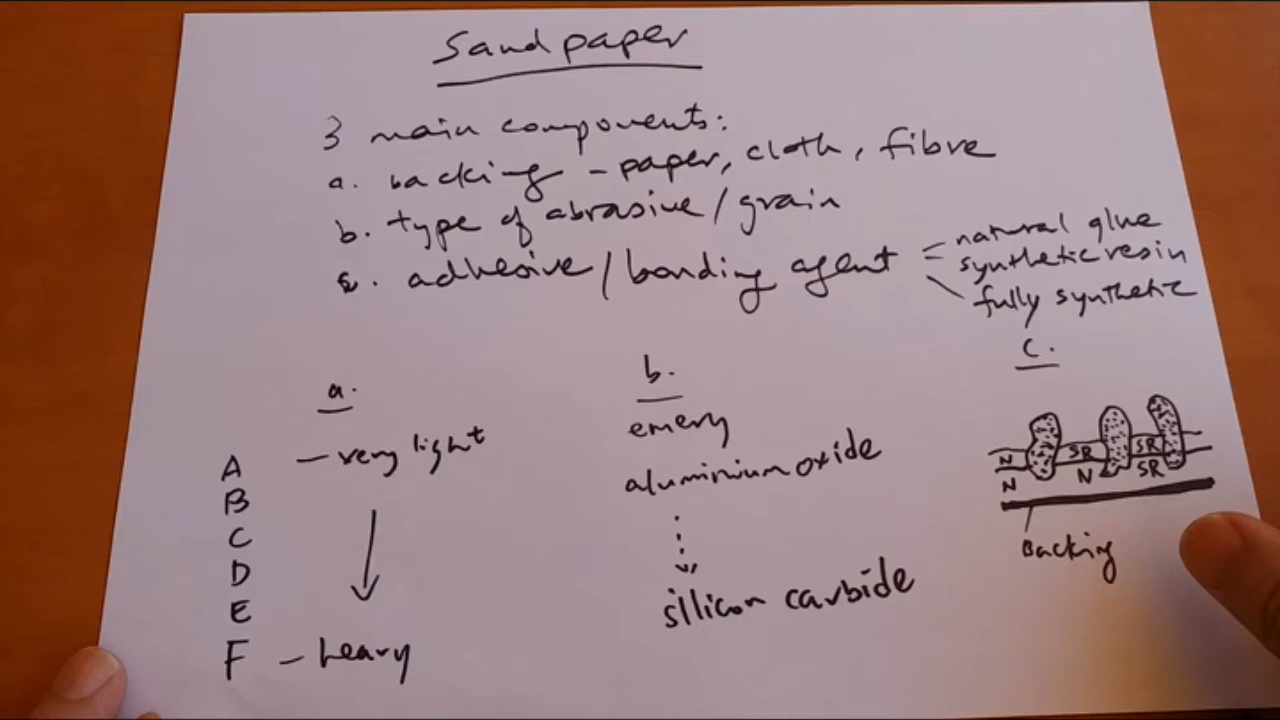 Sandpaper
3 main components:
a. backing - paper, cloth, fibre
b. type of abrasive / grain
c. adhesive / bonding agent
natural glue
synthetic resin
fully synthetic
a.
A - very light
B
C
D
E
F - heavy
b.
emery
aluminium oxide
silicon carbide
c.
N SR SR
N N SR
Backing